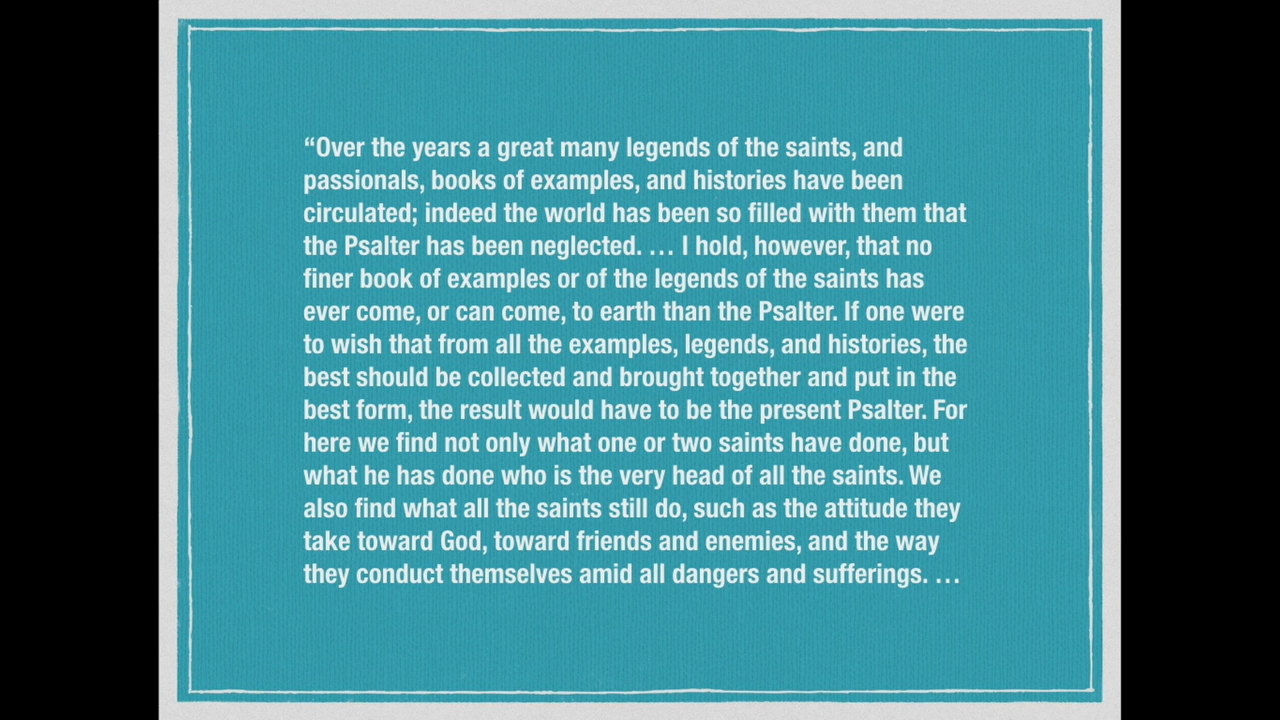 “Over the years a great many legends of the saints, and
passionals, books of examples, and histories have been
circulated; indeed the world has been so filled with them that
the Psalter has been neglected. … I hold, however, that no
finer book of examples or of the legends of the saints has
ever come, or can come, to earth than the Psalter. If one were
to wish that from all the examples, legends, and histories, the
best should be collected and brought together and put in the
best form, the result would have to be the present Psalter. For
here we find not only what one or two saints have done, but
what he has done who is the very head of all the saints. We
also find what all the saints still do, such as the attitude they
take toward God, toward friends and enemies, and the way
they conduct themselves amid all dangers and sufferings. …